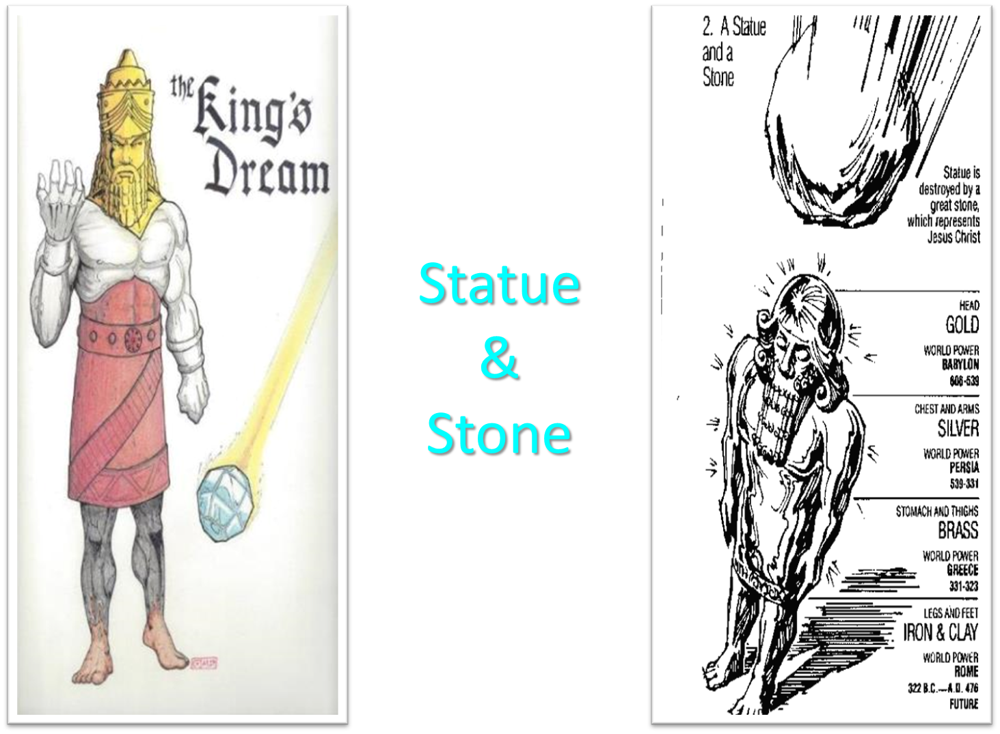 the
King's
Dream
Statue
&
Stone
2. A Statue
and a
Stone
Statue is
destroyed by a
great stone,
which represents
Jesus Christ
HEAD
GOLD
WORLD POWER
BABYLON
606-539
CHEST AND ARMS
SILVER
WORLD POWER
PERSIA
539-331
STOMACH AND THIGHS
BRASS
WORLD POWER
GREECE
331-323
LEGS AND FEET
IRON & CLAY
WORLD POWER
ROME
322 B.C.—A.D. 476
FUTURE